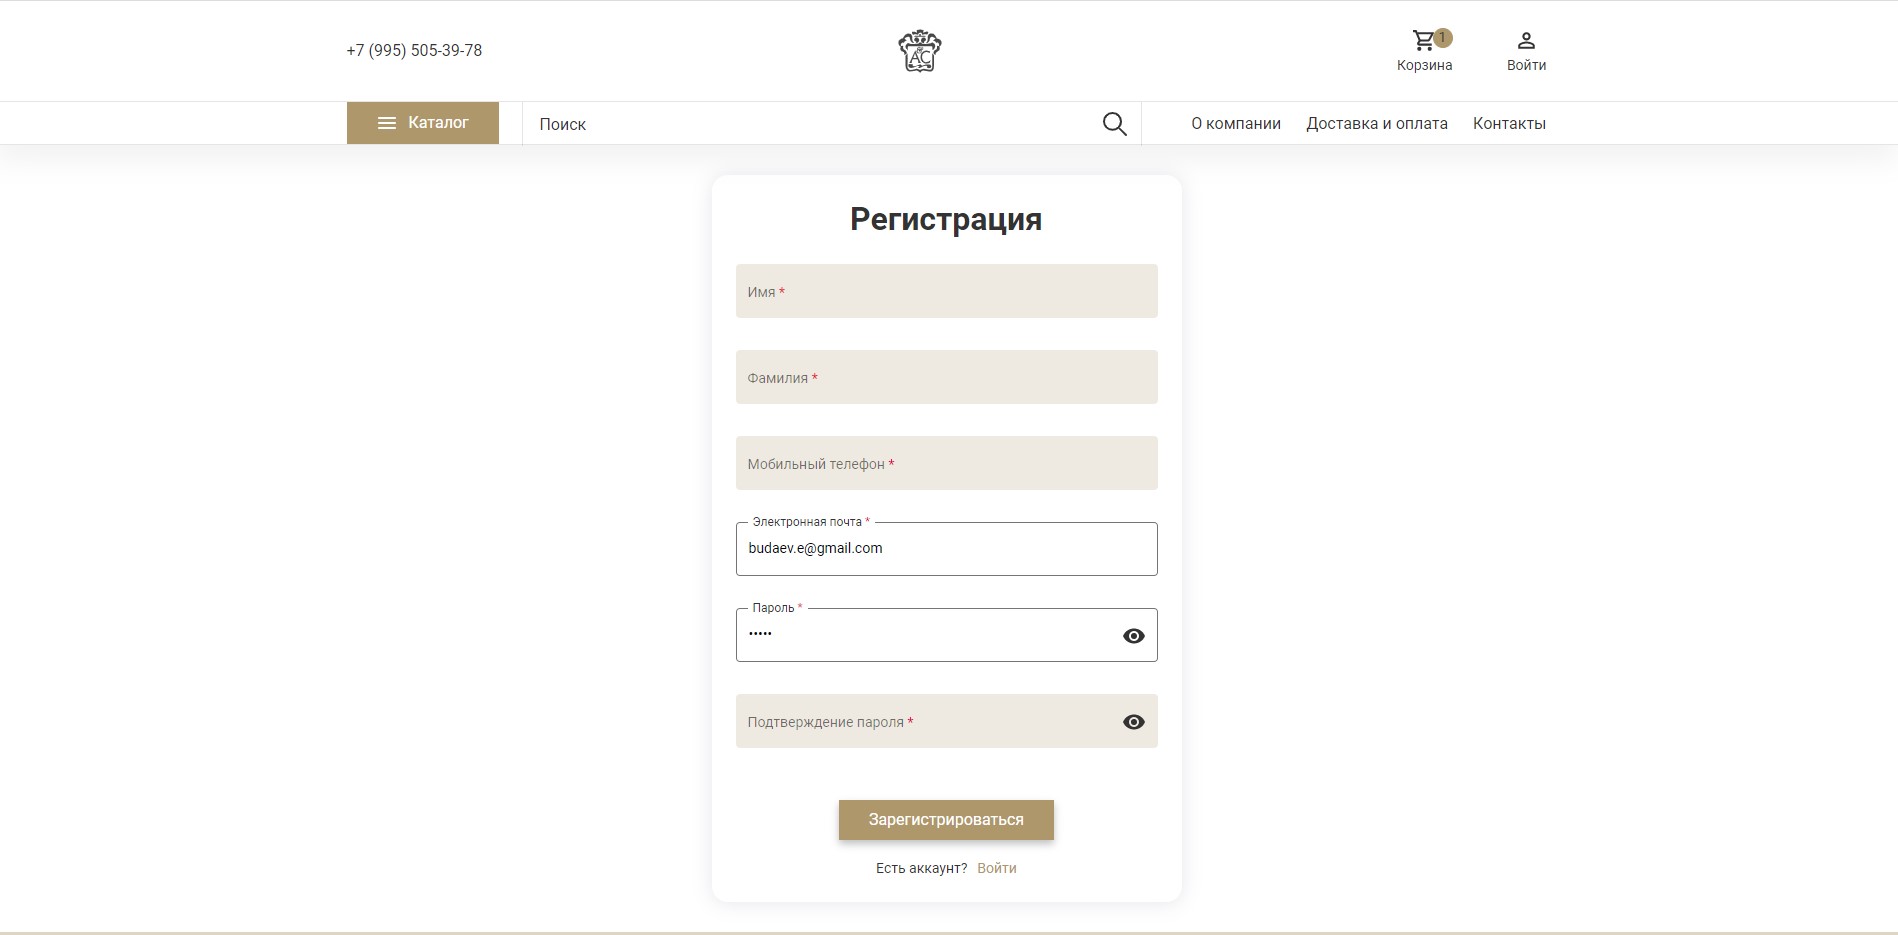 +7 (995) 505-39-78
AC
1
Корзина
Войти
Каталог
Поиск
О компании
Доставка и оплата
Контакты
Регистрация
Имя *
Фамилия *
Мобильный телефон *
Электронная почта *
budaev.e@gmail.com
Пароль *
•••••
Подтверждение пароля *
Зарегистрироваться
Есть аккаунт? Войти